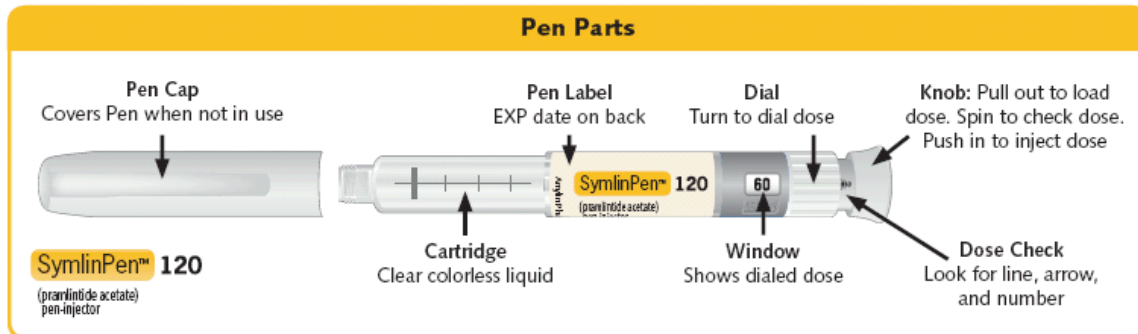 Pen Parts
Pen Cap
Covers Pen when not in use
Pen Label
EXP date on back
Dial
Turn to dial dose
Knob: Pull out to load
dose. Spin to check dose.
Push in to inject dose
SymlinPen™ 120
(pramlintide acetate)
pen-injector
60
Cartridge
Clear colorless liquid
Window
Shows dialed dose
Dose Check
Look for line, arrow,
and number
SymlinPen™ 120
(pramlintide acetate)
pen-injector